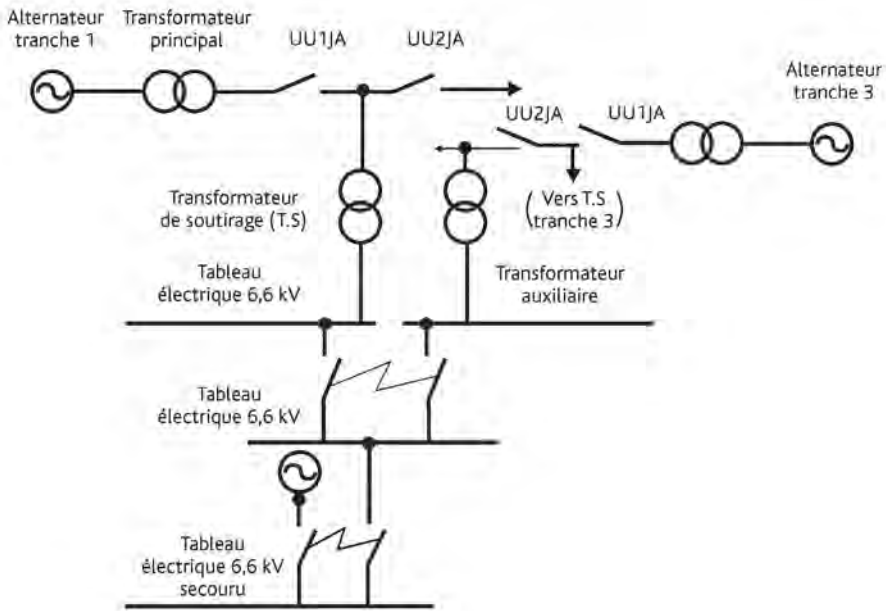 Alternateur
tranche 1
Transformateur
principal
UU1JA
UU2JA
Alternateur
tranche 3
UU2JA
UU1JA
Transformateur
de soutirage (T.S)
(Vers T.S
tranche 3)
Tableau
électrique 6,6 kV
Transformateur
auxiliaire
Tableau
électrique 6,6 kV
Tableau
électrique 6,6 kV
secouru